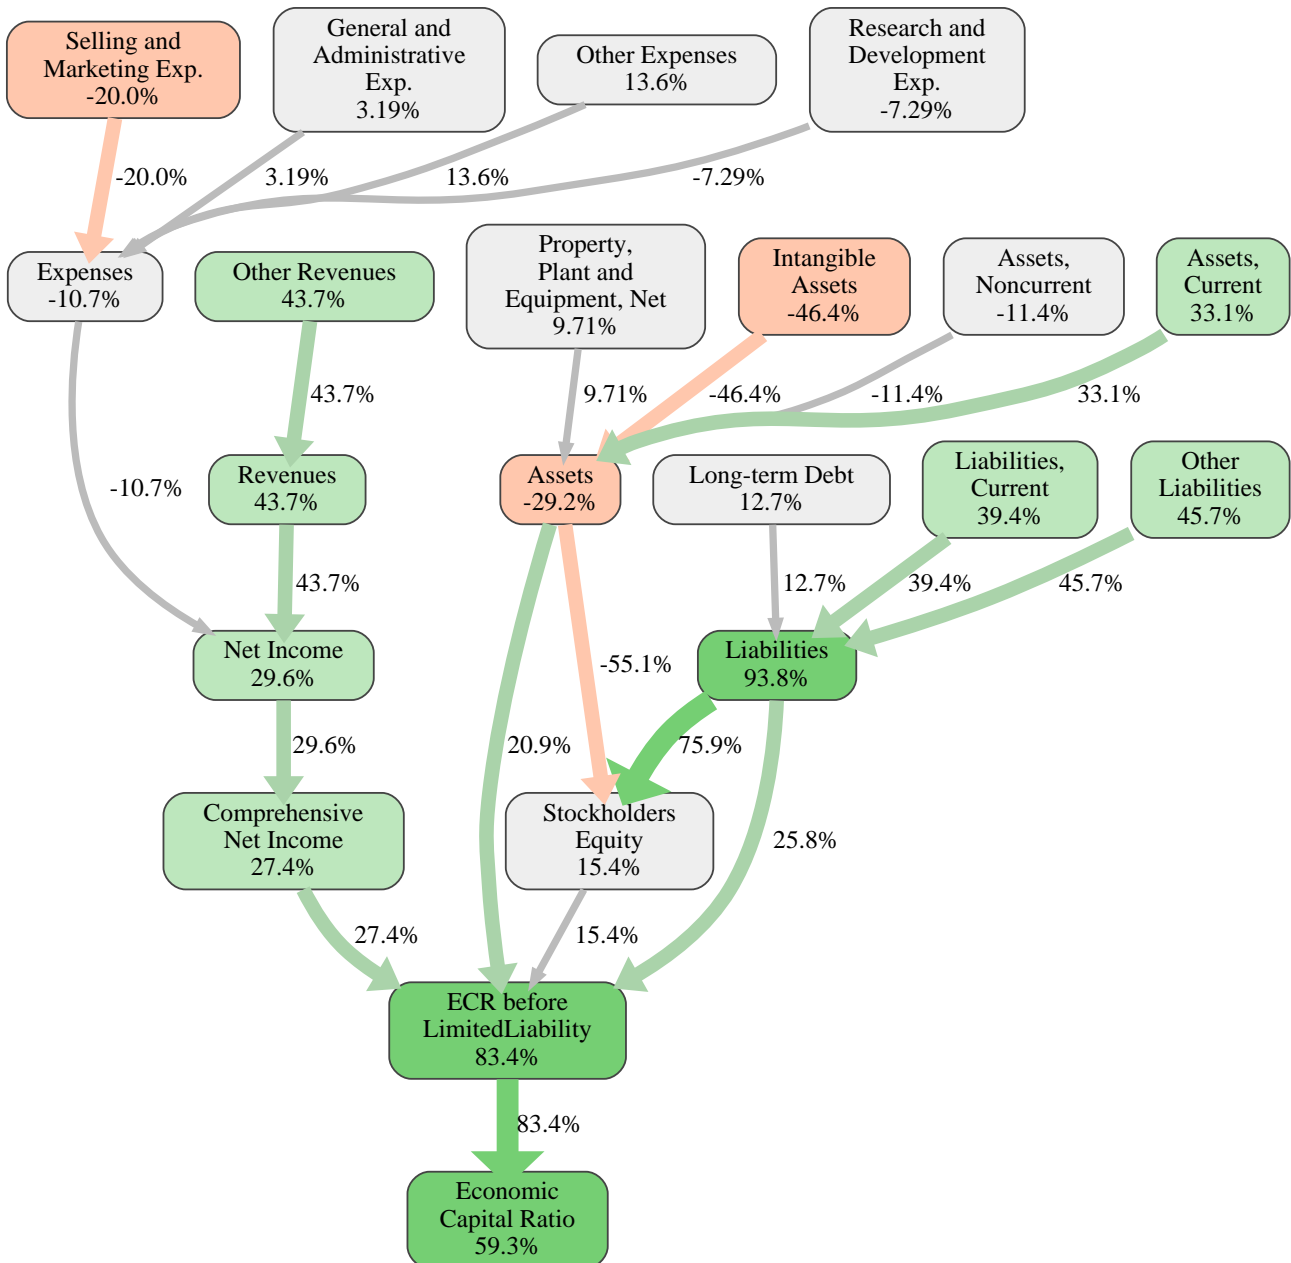 Selling and
Marketing Exp.
-20.0%
General and
Administrative
Exp.
3.19%
Other Expenses
13.6%
Research and
Development
Exp.
-7.29%
-20.0%
3.19%
13.6%
-7.29%
Expenses
-10.7%
Other Revenues
43.7%
Property,
Plant and
Equipment, Net
9.71%
Intangible
Assets
-46.4%
Assets,
Noncurrent
-11.4%
Assets,
Current
33.1%
43.7%
9.71%
-46.4%
-11.4%
33.1%
-10.7%
Revenues
43.7%
Assets
-29.2%
Long-term Debt
12.7%
Liabilities,
Current
39.4%
Other
Liabilities
45.7%
43.7%
12.7%
39.4%
45.7%
Net Income
29.6%
-55.1%
Liabilities
93.8%
29.6%
20.9%
75.9%
Comprehensive
Net Income
27.4%
Stockholders
Equity
15.4%
25.8%
27.4%
15.4%
ECR before
LimitedLiability
83.4%
83.4%
Economic
Capital Ratio
59.3%